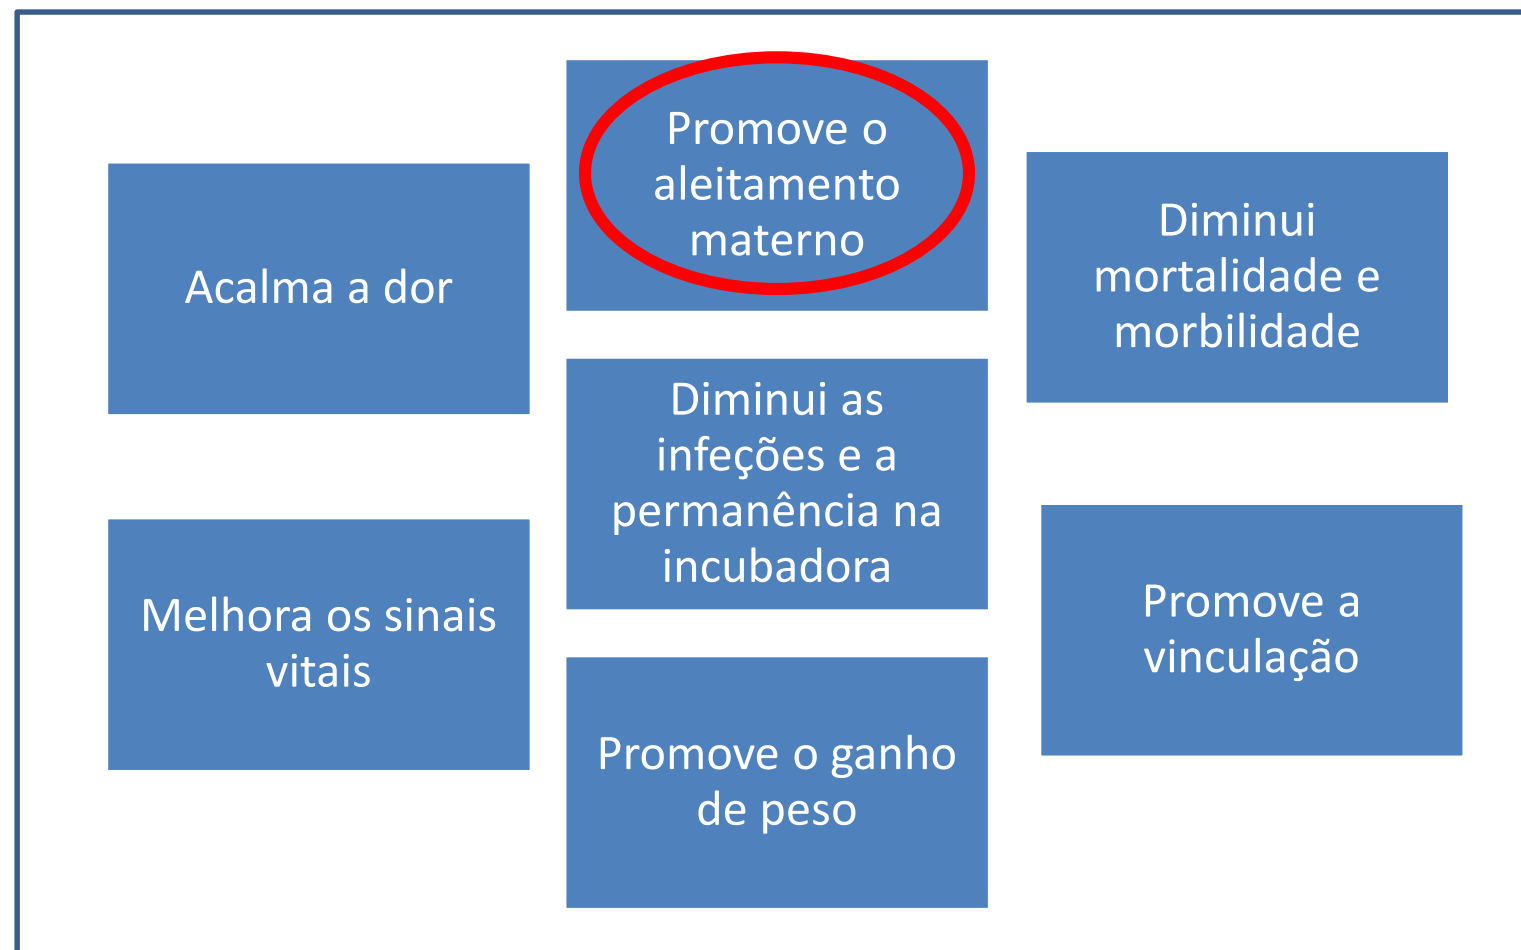 Promove o
aleitamento
materno
Acalma a dor
Diminui
mortalidade e
morbilidade
Diminui as
infeções e a
permanência na
incubadora
Melhora os sinais
vitais
Promove a
vinculação
Promove o ganho
de peso